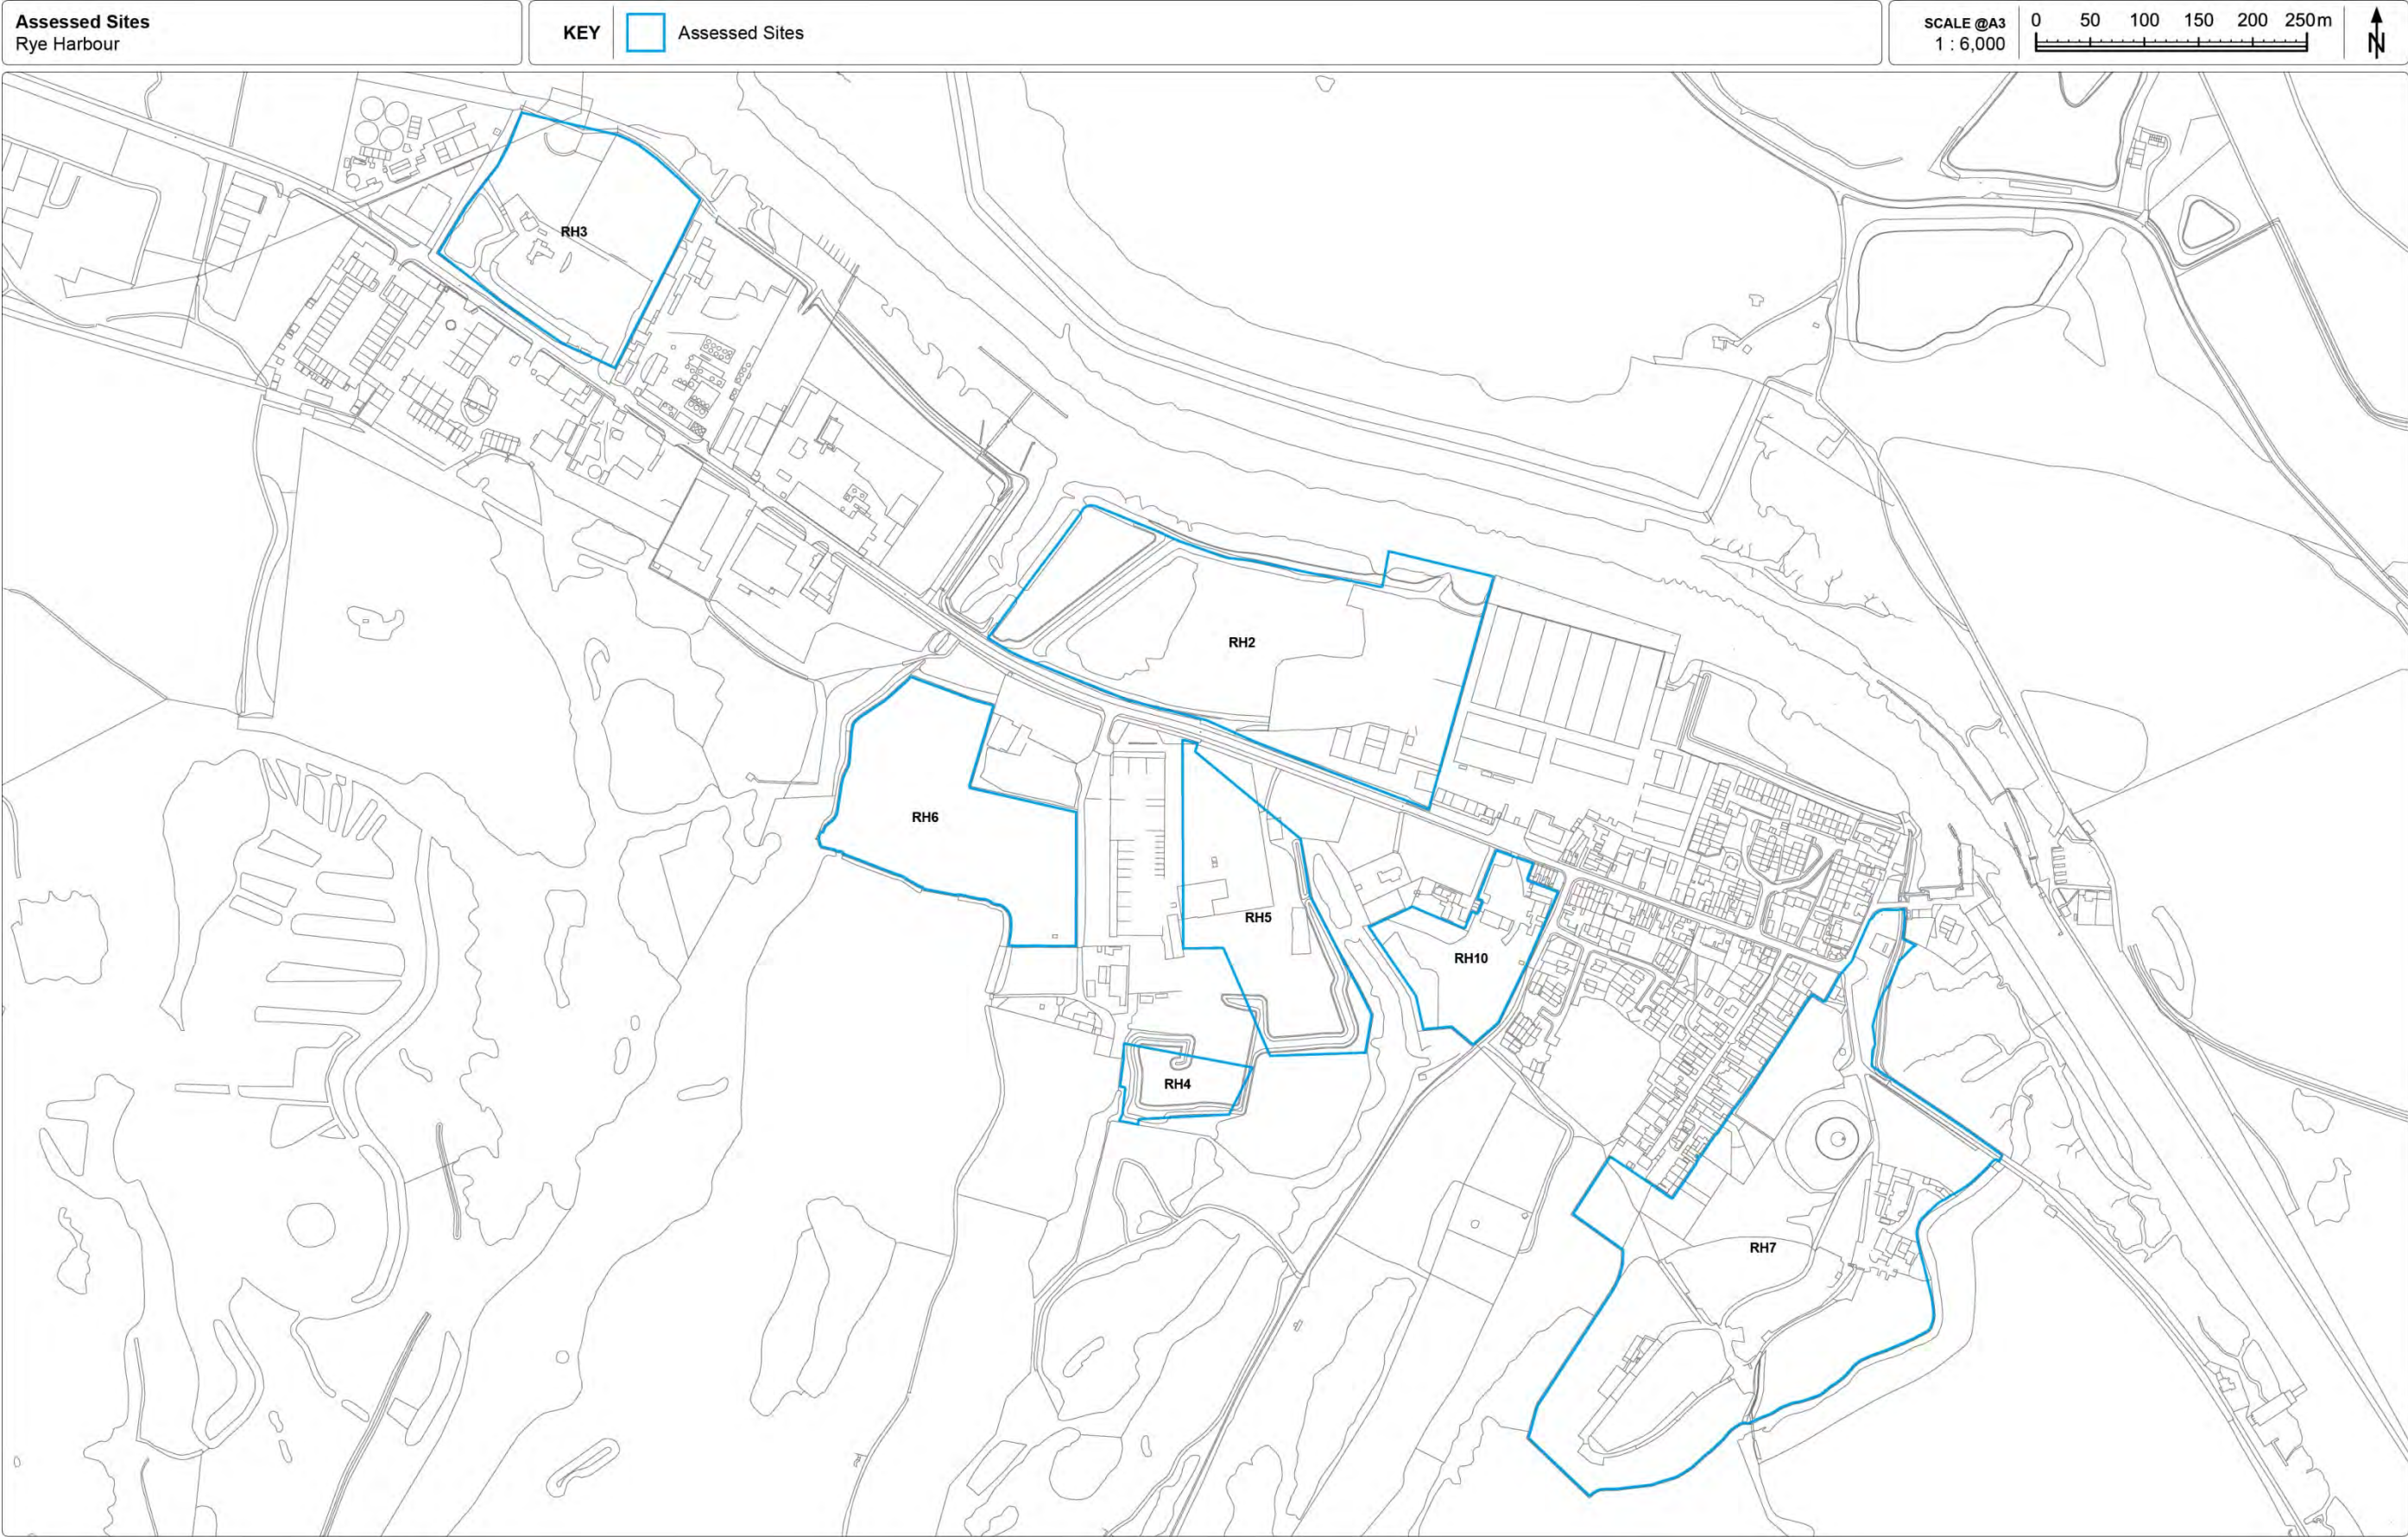 Assessed Sites
Rye Harbour
KEY
Assessed Sites
SCALE @A3
1 : 6,000
0 50 100 150 200 250m
N
RH3
RH2
RH6
RH5
RH10
RH4
RH7